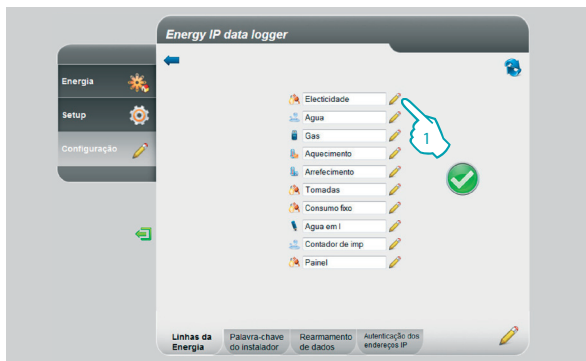 Energy IP data logger
Energia
Setup
Configuração
Electicidade
Agua
Gas
Aquecimento
Arrefecimento
Tomadas
Consumo fixo
Agua em l
Contador de imp
Painel
1
Linhas da
Energia
Palavra-chave
do instalador
Rearmamento
de dados
Autenticação dos
endereços IP